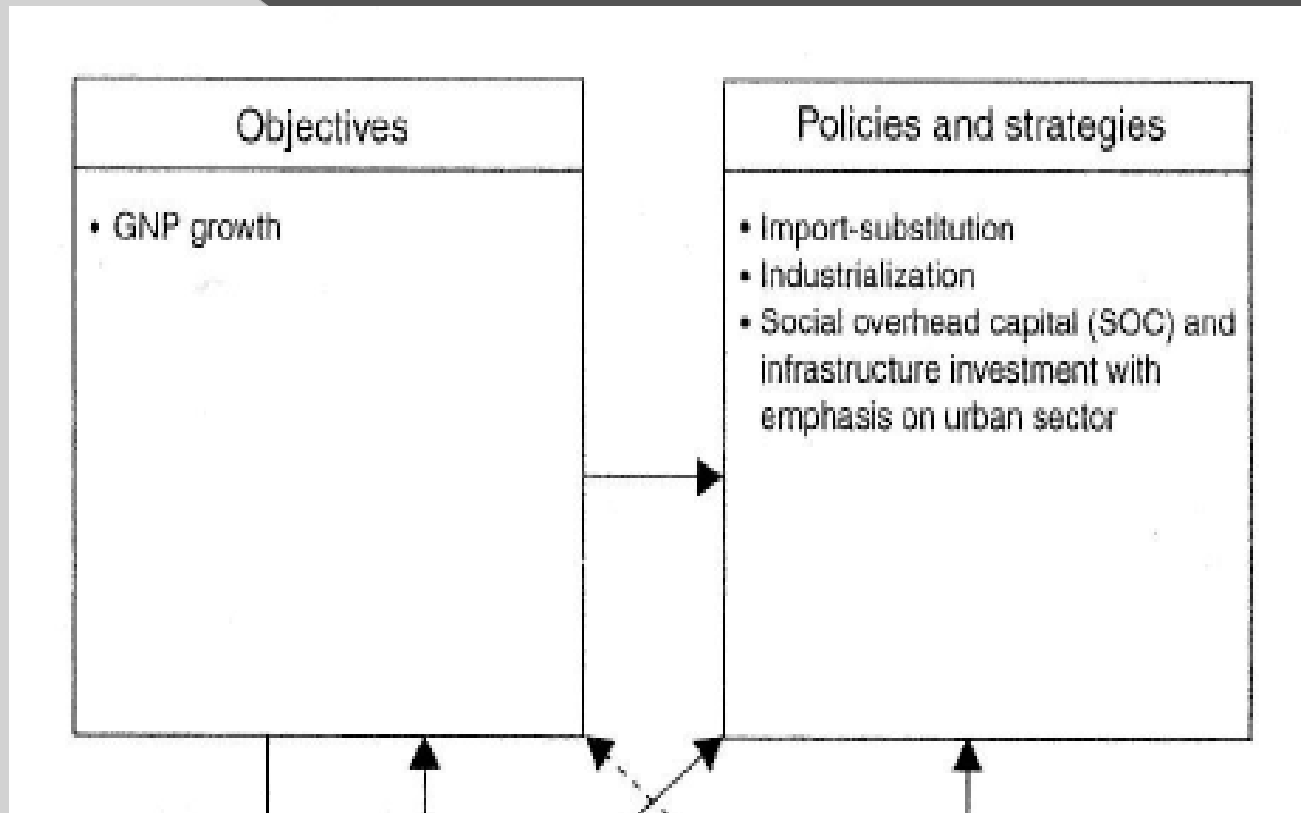 Objectives
• GNP growth
Policies and strategies
• Import-substitution
• Industrialization
• Social overhead capital (SOC) and
infrastructure investment with
emphasis on urban sector